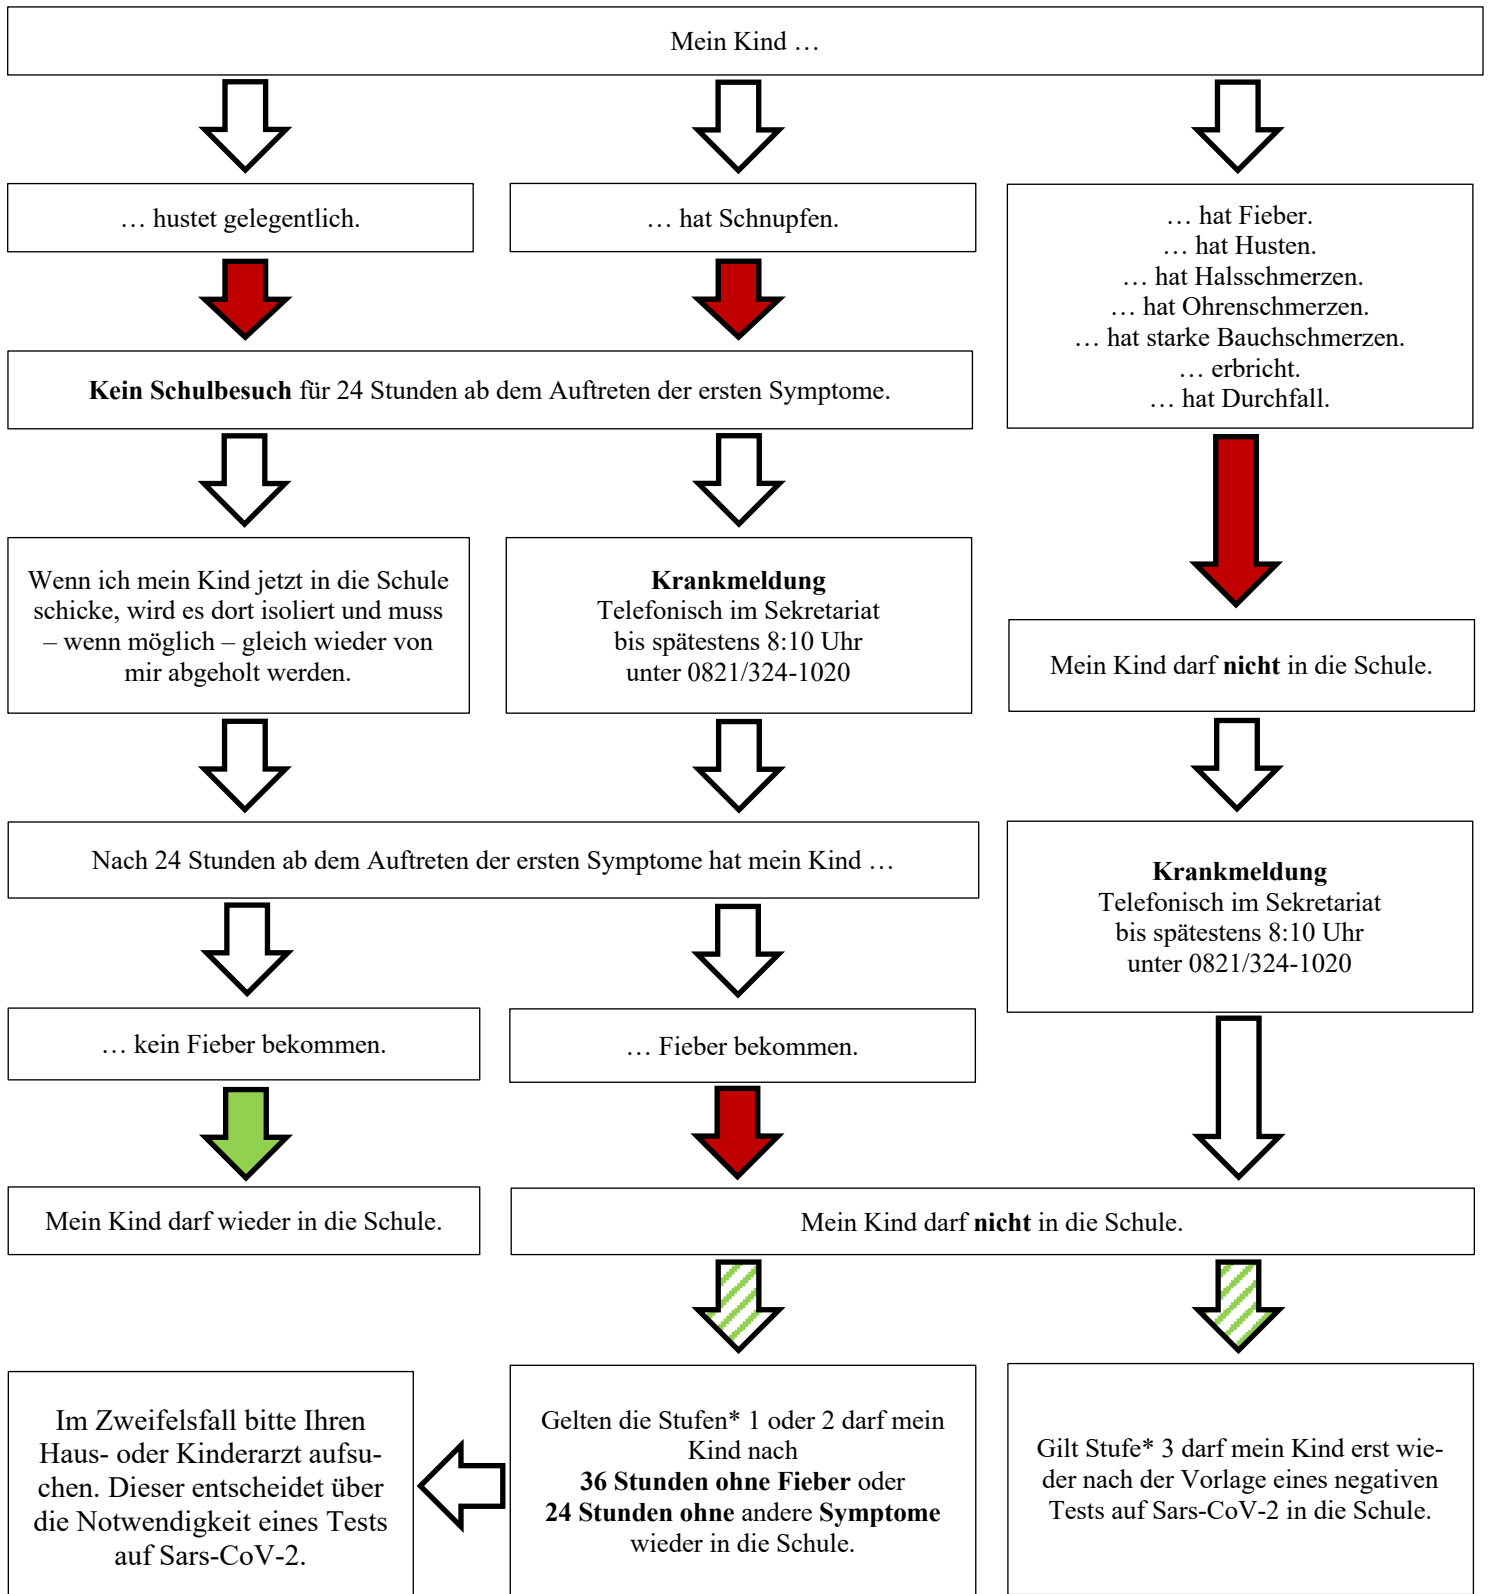 Mein Kind …
… hustet gelegentlich.
… hat Schnupfen.
… hat Fieber.
… hat Husten.
… hat Halsschmerzen.
… hat Ohrenschmerzen.
… hat starke Bauchschmerzen.
… erbricht.
… hat Durchfall.
Kein Schulbesuch für 24 Stunden ab dem Auftreten der ersten Symptome.
Wenn ich mein Kind jetzt in die Schule
schicke, wird es dort isoliert und muss
– wenn möglich – gleich wieder von
mir abgeholt werden.
Krankmeldung
Telefonisch im Sekretariat
bis spätestens 8:10 Uhr
unter 0821/324-1020
Mein Kind darf nicht in die Schule.
Nach 24 Stunden ab dem Auftreten der ersten Symptome hat mein Kind …
Krankmeldung
Telefonisch im Sekretariat
bis spätestens 8:10 Uhr
unter 0821/324-1020
… kein Fieber bekommen.
… Fieber bekommen.
Mein Kind darf wieder in die Schule.
Mein Kind darf nicht in die Schule.
Im Zweifelsfall bitte Ihren
Haus- oder Kinderarzt aufsu-
chen. Dieser entscheidet über
die Notwendigkeit eines Tests
auf Sars-CoV-2.
Gelten die Stufen* 1 oder 2 darf mein
Kind nach
36 Stunden ohne Fieber oder
24 Stunden ohne andere Symptome
wieder in die Schule.
Gilt Stufe* 3 darf mein Kind erst wie-
der nach der Vorlage eines negativen
Tests auf Sars-CoV-2 in die Schule.